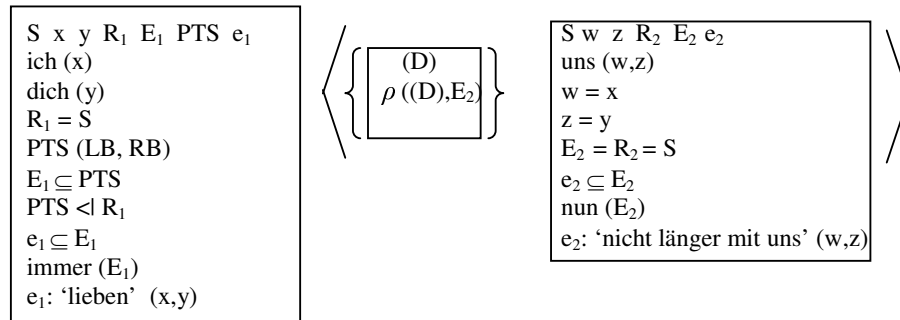 S x y R₁ E₁ PTS e₁
ich (x)
dich (y)
R₁ = S
PTS (LB, RB)
E₁ ⊆ PTS
PTS <| R₁
e₁ ⊆ E₁
immer (E₁)
e₁: ‘lieben’ (x,y)
(D)
ρ ((D),E₂)
S w z R₂ E₂ e₂
uns (w,z)
w = x
z = y
E₂ = R₂ = S
e₂ ⊆ E₂
nun (E₂)
e₂: ‘nicht länger mit uns’ (w,z)